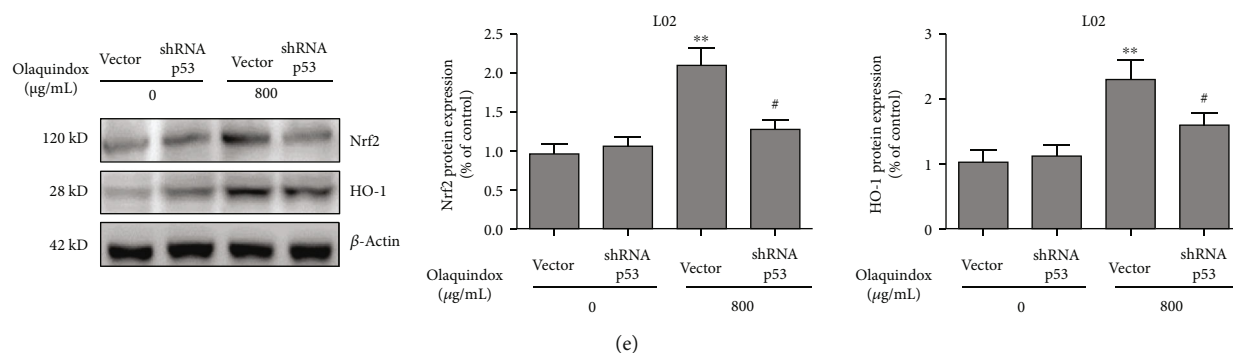 Olaquindox
(μg/mL)
Vector
shRNA
p53
Vector
shRNA
p53
0
800
120 kD
Nrf2
28 kD
HO-1
42 kD
β-Actin
L02
Nrf2 protein expression
(% of control)
2.5
2.0
1.5
1.0
0.5
0.0
**
#
Olaquindox
(μg/mL)
Vector
shRNA
p53
Vector
shRNA
p53
0
800
L02
HO-1 protein expression
(% of control)
3
2
1
0
**
#
Olaquindox
(μg/mL)
Vector
shRNA
p53
Vector
shRNA
p53
0
800
(e)